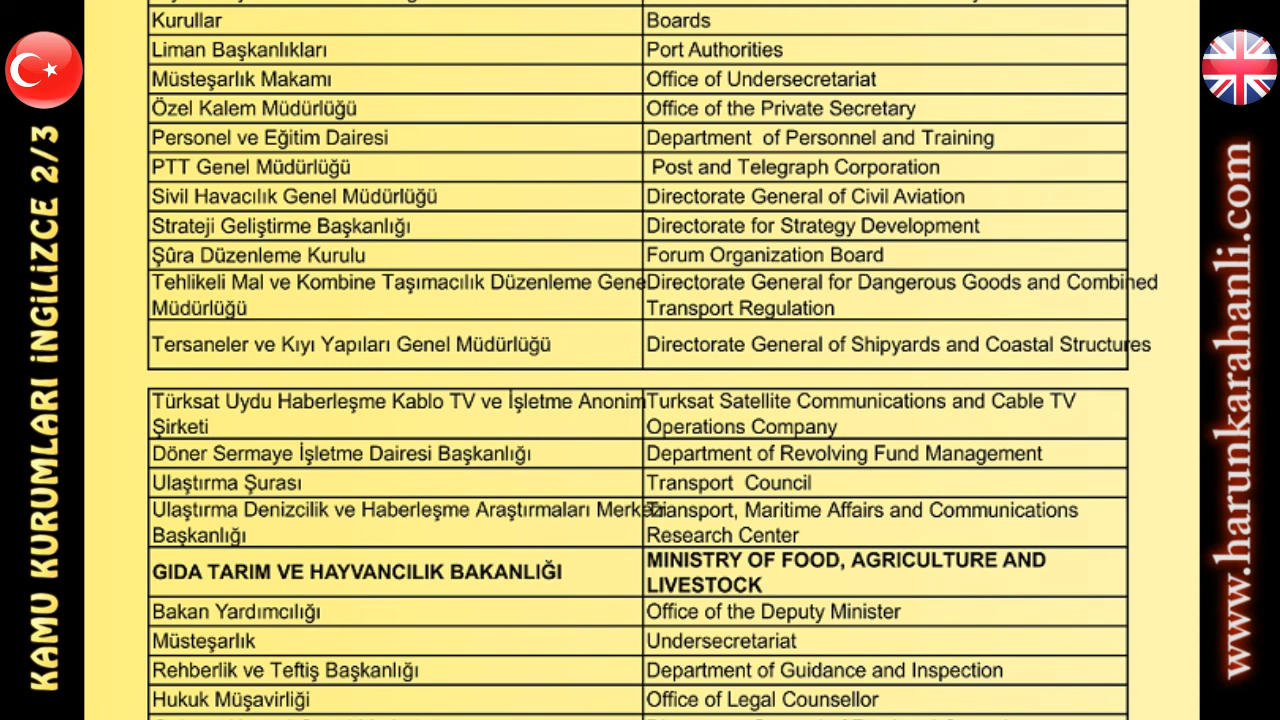 Kurullar Boards
Liman Başkanlıkları Port Authorities
Müsteşarlık Makamı Office of Undersecretariat
Özel Kalem Müdürlüğü Office of the Private Secretary
Personel ve Eğitim Dairesi Department of Personnel and Training
PTT Genel Müdürlüğü Post and Telegraph Corporation
Sivil Havacılık Genel Müdürlüğü Directorate General of Civil Aviation
Strateji Geliştirme Başkanlığı Directorate for Strategy Development
Şûra Düzenleme Kurulu Forum Organization Board
Tehlikeli Mal ve Kombine Taşımacılık Düzenleme Gene
Müdürlüğü
Directorate General for Dangerous Goods and Combined
Transport Regulation
Tersaneler ve Kıyı Yapıları Genel Müdürlüğü Directorate General of Shipyards and Coastal Structures
Türksat Uydu Haberleşme Kablo TV ve İşletme Anonim
Şirketi
Turksat Satellite Communications and Cable TV
Operations Company
Döner Sermaye İşletme Dairesi Başkanlığı Department of Revolving Fund Management
Ulaştırma Şurası Transport Council
Ulaştırma Denizcilik ve Haberleşme Araştırmaları Merkezi
Başkanlığı
Transport, Maritime Affairs and Communications
Research Center
GIDA TARIM VE HAYVANCILIK BAKANLIĞI
MINISTRY OF FOOD, AGRICULTURE AND
LIVESTOCK
Bakan Yardımcılığı Office of the Deputy Minister
Müsteşarlık Undersecretariat
Rehberlik ve Teftiş Başkanlığı Department of Guidance and Inspection
Hukuk Müşavirliği Office of Legal Counsellor
KAMU KURUMLARI İNGİLİZCE 2/3
www.harunkarahanli.com